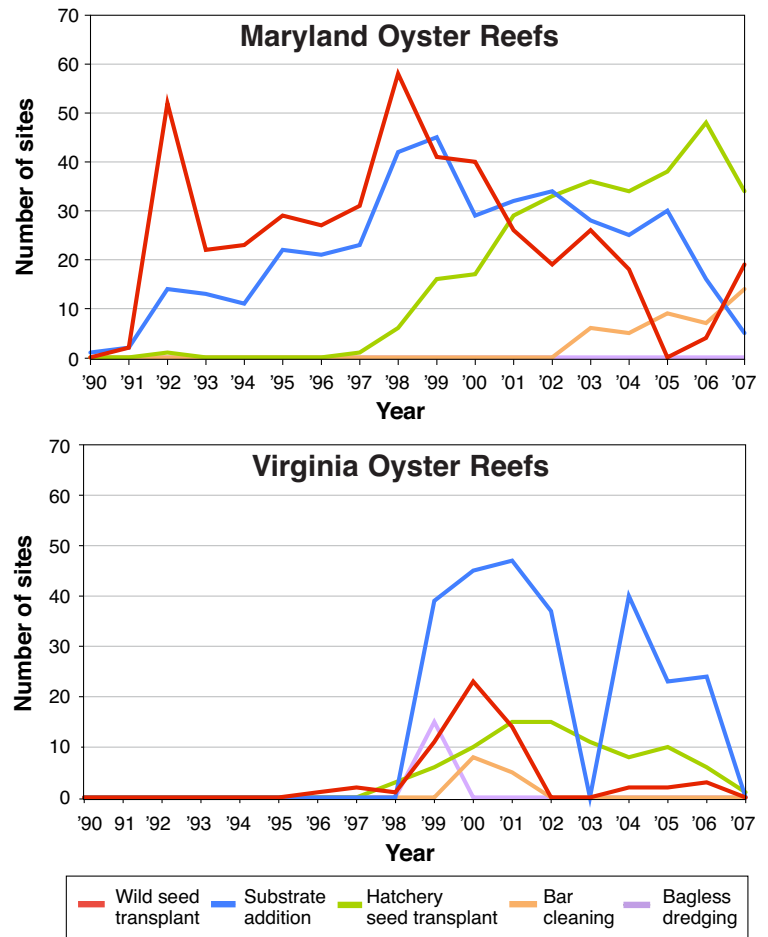 Maryland Oyster Reefs
Number of sites
70
60
50
40
30
20
10
0
'90 '91 '92 '93 '94 '95 '96 '97 '98 '99 '00 '01 '02 '03 '04 '05 '06 '07
Year
Virginia Oyster Reefs
Number of sites
70
60
50
40
30
20
10
0
'90 91 '92 '93 '94 '95 '96 '97 '98 '99 '00 '01 '02 '03 '04 '05 '06 '07
Year
Wild seed
transplant
Substrate
addition
Hatchery
seed transplant
Bar
cleaning
Bagless
dredging